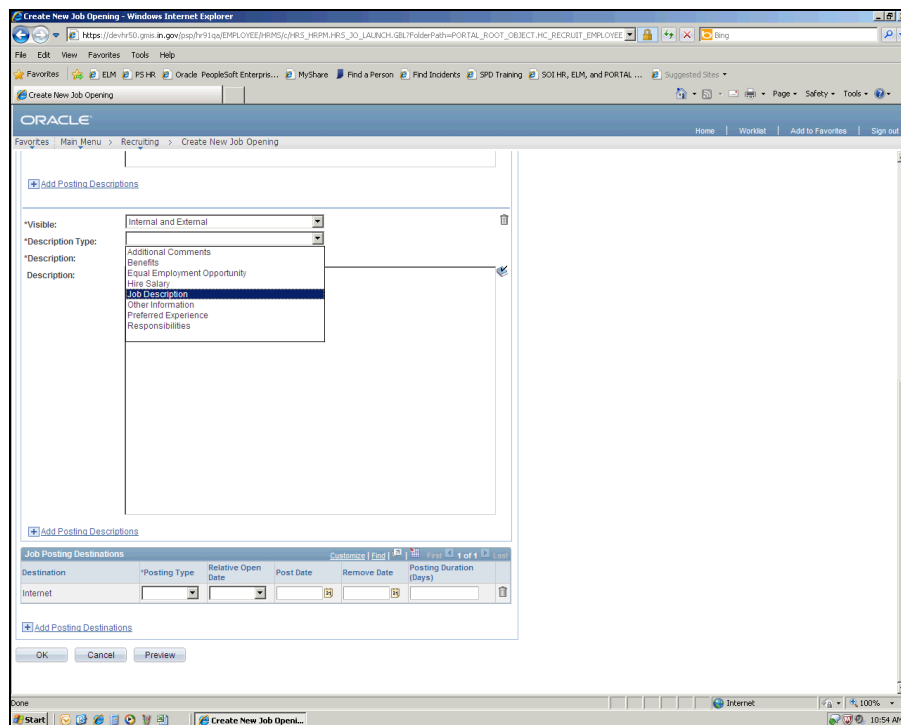 Create New Job Opening - Windows Internet Explorer
https://devhr50.gmis.in.gov/psp/hr91qa/EMPLOYEE/HRMS/c/HRS_HRPM.HRS_JO_LAUNCH.GBL?FolderPath=PORTAL_ROOT_OBJECT.HC_RECRUIT_EMPLOYEE Bing
File Edit View Favorites Tools Help
Favorites ELM PS HR Oracle PeopleSoft Enterpris... MyShare Find a Person Find Incidents SPD Training SOI HR, ELM, and PORTAL ... Suggested Sites
Create New Job Opening Page Safety Tools
ORACLE
Home Worklist Add to Favorites Sign out
Favorites Main Menu > Recruiting > Create New Job Opening
Add Posting Descriptions
*Visible: Internal and External
*Description Type:
*Description:
Description:
Additional Comments
Benefits
Equal Employment Opportunity
Hire Salary
Job Description
Other Information
Preferred Experience
Responsibilities
Add Posting Descriptions
Job Posting Destinations Customize | Find | First 1 of 1 Last
Destination *Posting Type Relative Open Date Post Date Remove Date Posting Duration (Days)
Internet
Add Posting Destinations
OK Cancel Preview
Done Internet 100%
Start Create New Job Openi... 10:54 AM